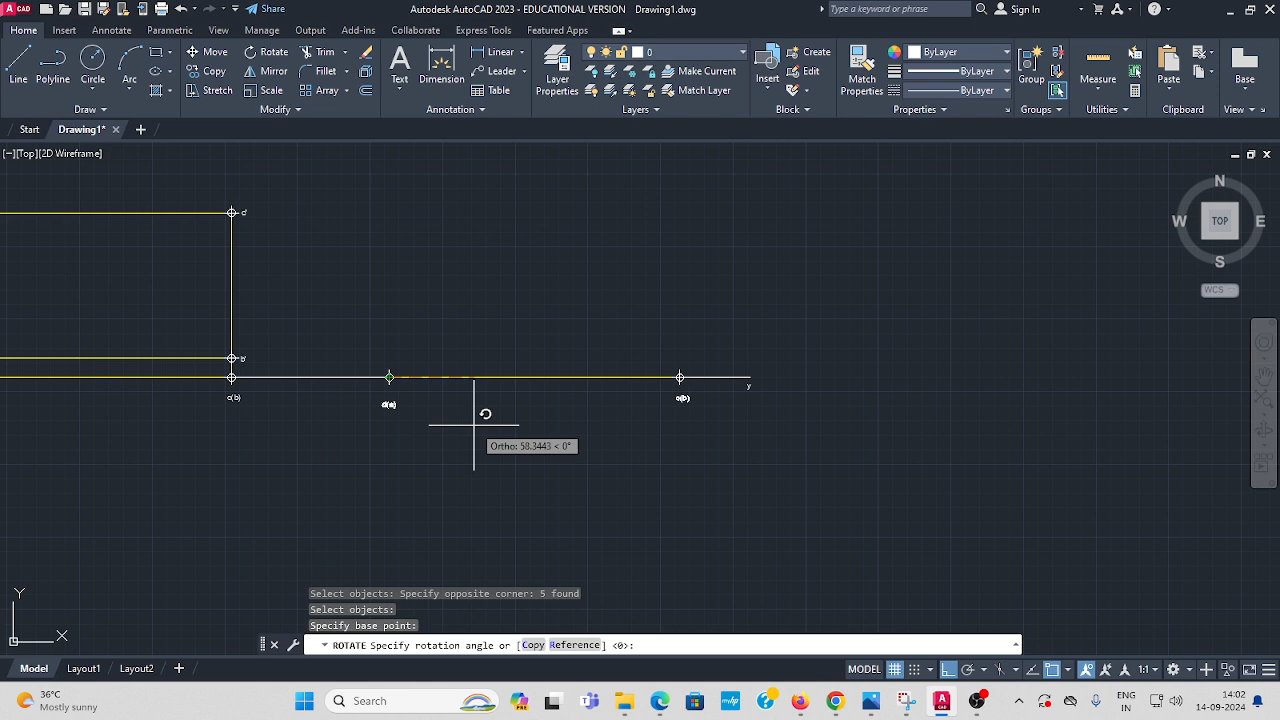 CAD
Share
Autodesk AutoCAD 2023 - EDUCATIONAL VERSION Drawing1.dwg
Type a keyword or phrase
Sign In
Home Insert Annotate Parametric View Manage Output Add-ins Collaborate Express Tools Featured Apps
Line Polyline Circle Arc
Draw
Move Rotate Trim
Copy Mirror Fillet
Stretch Scale Array
Modify
Text Dimension
Linear
Leader
Table
Annotation
Layer Properties
0
Make Current
Match Layer
Layers
Insert
Create
Edit
Block
Match Properties
ByLayer
ByLayer
ByLayer
Properties
Group
Groups
Measure
Utilities
Paste
Clipboard
Base
View
Start Drawing1*
[−][Top][2D Wireframe]
N
W TOP E
S
WCS
b'
y
Ortho: 58.3443 < 0°
Y
X
Select objects: Specify opposite corner: 5 found
Select objects:
Specify base point:
ROTATE Specify rotation angle or [Copy Reference] <0>:
Model Layout1 Layout2
MODEL
1:1
36°C
Mostly sunny
Search
PRE
ENG
IN
14:02
14-06-2024